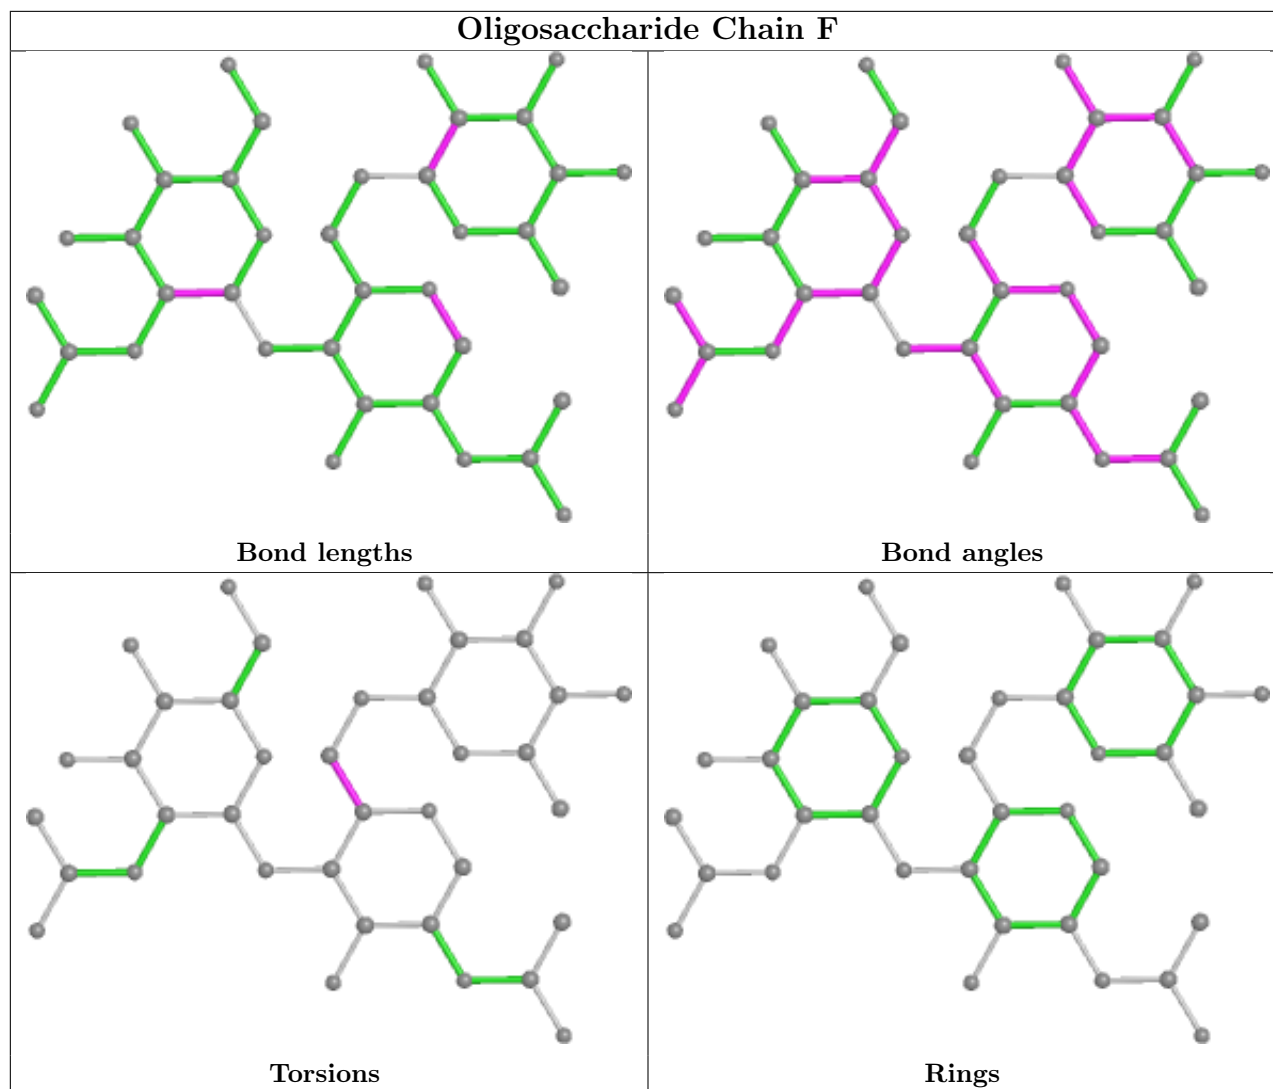 Oligosaccharide Chain F
Bond lengths
Bond angles
Torsions
Rings